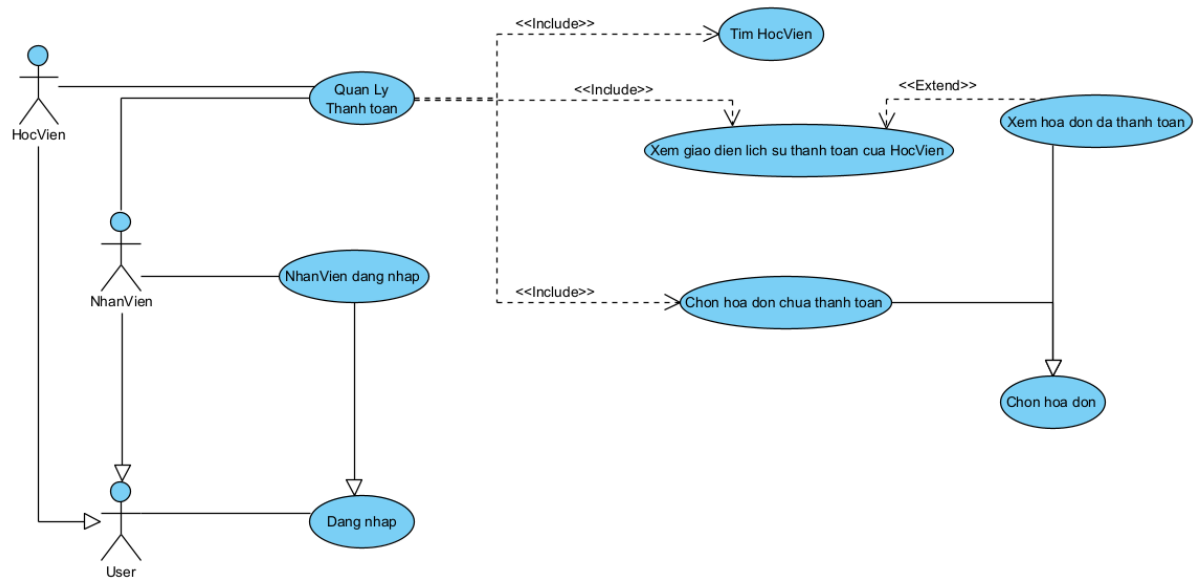 <<Include>>
Tim HocVien
HocVien
Quan Ly
Thanh toan
<<Include>>
<<Extend>>
Xem hoa don da thanh toan
Xem giao dien lich su thanh toan cua HocVien
NhanVien
NhanVien dang nhap
<<Include>>
Chon hoa don chua thanh toan
Chon hoa don
User
Dang nhap